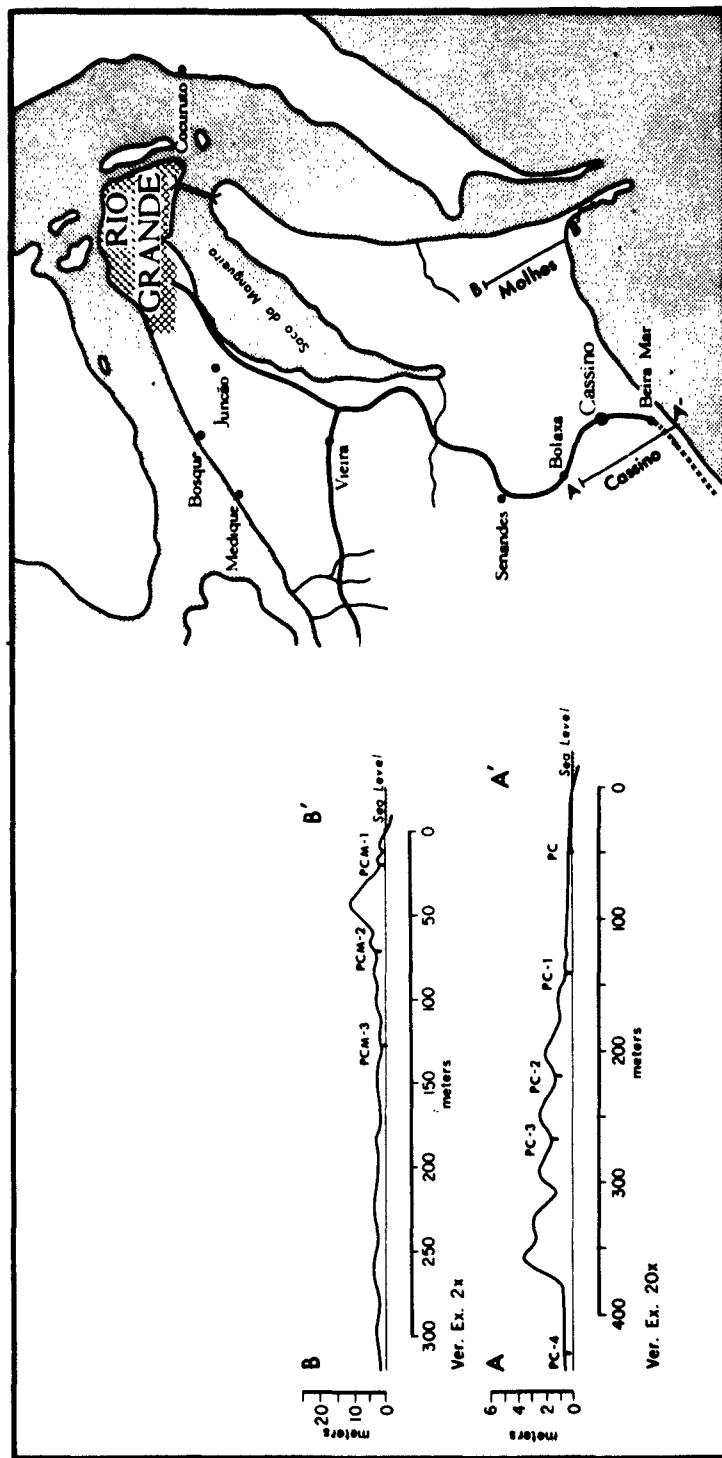 B
B'
20
10
0
meters
PCM-3
PCM-2
PCM-1
Sea Level
300
250
200
150
100
50
0
meters
Ver. Ex. 2x
A
A'
6
4
2
0
meters
PC-4
PC-3
PC-2
PC-1
PC
Sea Level
400
300
200
100
0
meters
Ver. Ex. 20x
RIO
GRANDE
Cocuruto
Saco do Mangueiro
Bosque
Junção
Medique
Vieira
Senandes
Bolaxa
Cassino
Beira Mar
A
Cassino
A'
B
Molhes